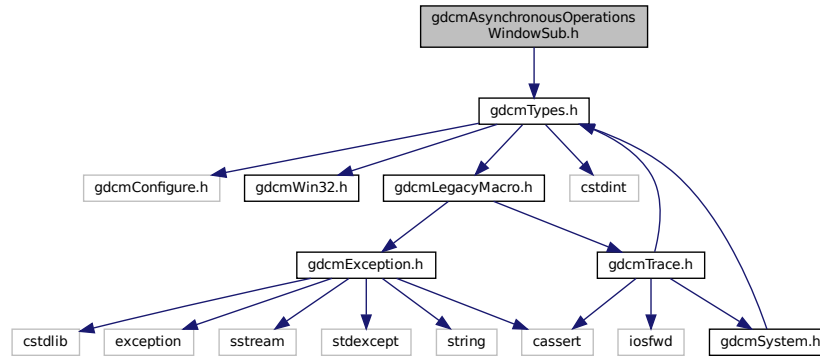 gdcmAsynchronousOperations
WindowSub.h
gdcmTypes.h
gdcmConfigure.h
gdcmWin32.h
gdcmLegacyMacro.h
cstdint
gdcmException.h
gdcmTrace.h
cstdlib
exception
sstream
stdexcept
string
cassert
iosfwd
gdcmSystem.h